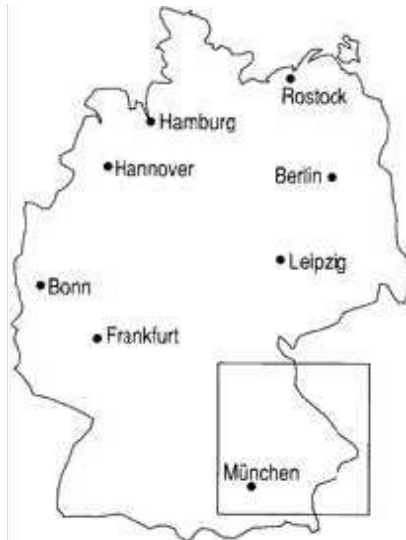 Rostock
Hamburg
Hannover
Berlin
Leipzig
Bonn
Frankfurt
München